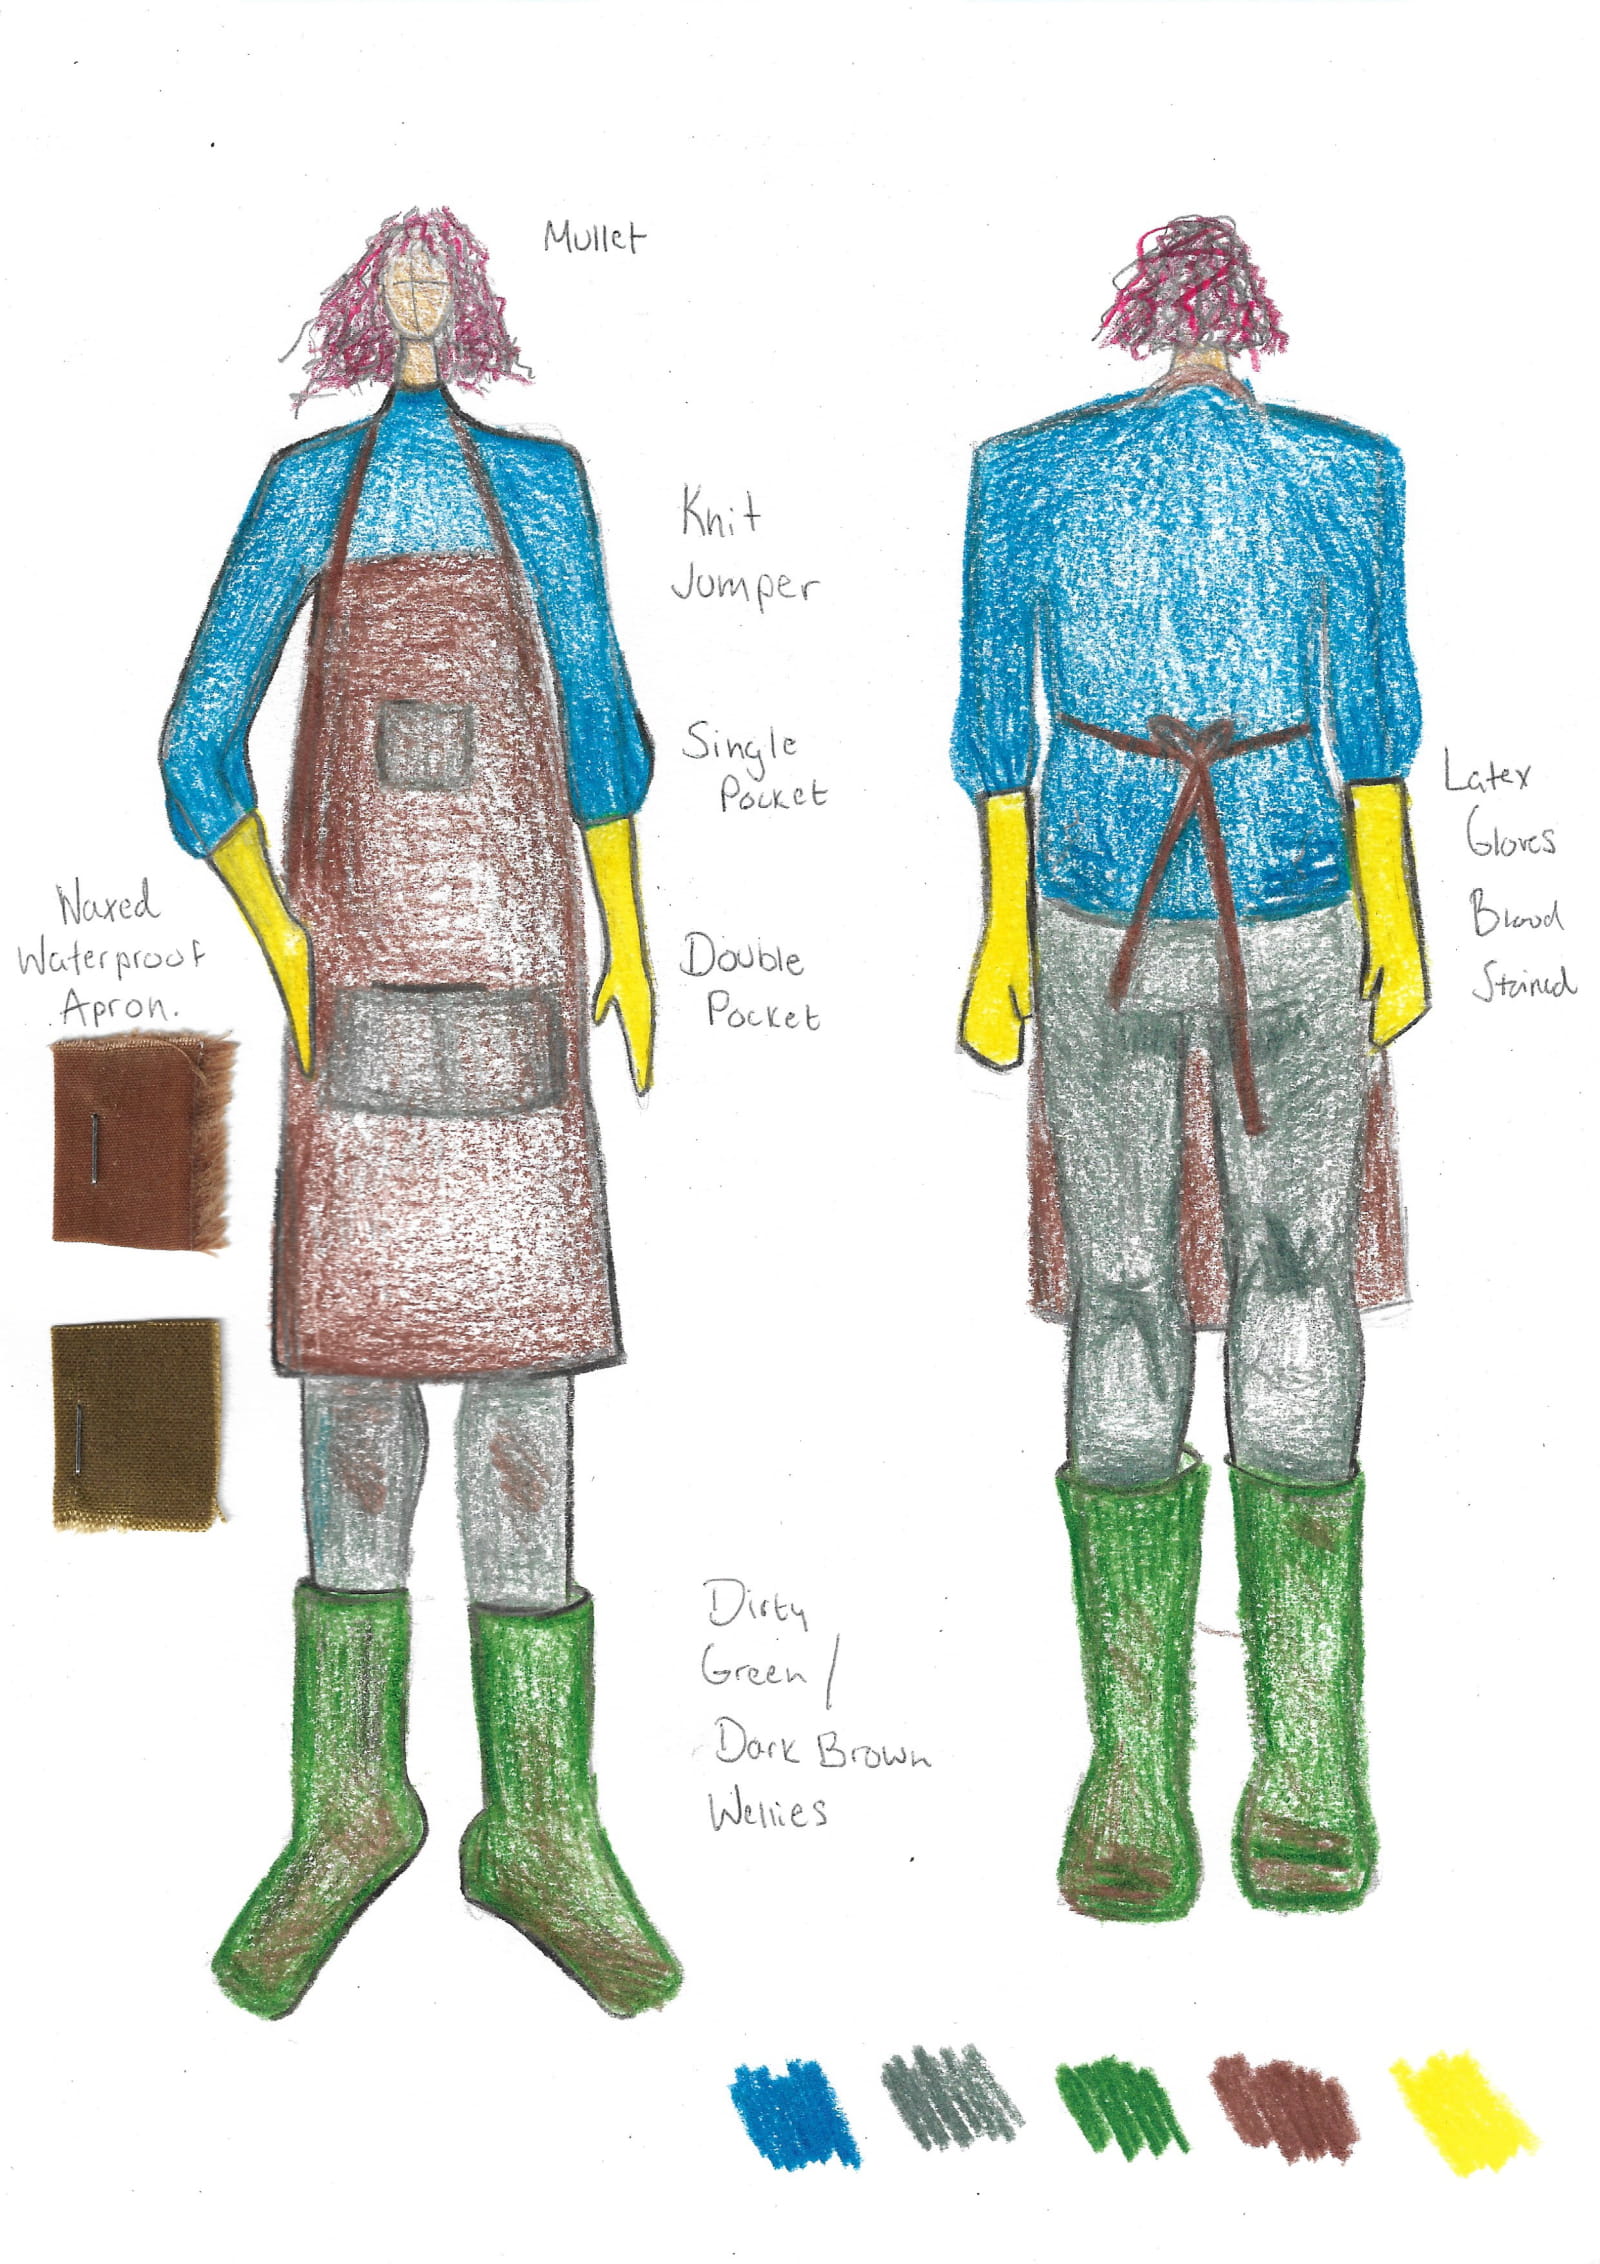 Mullet
Knit
Jumper
Single
Pocket
Waxed
Waterproof
Apron.
Double
Pocket
Dirty
Green /
Dark Brown
Wellies
Latex
Gloves
Blood
Stained